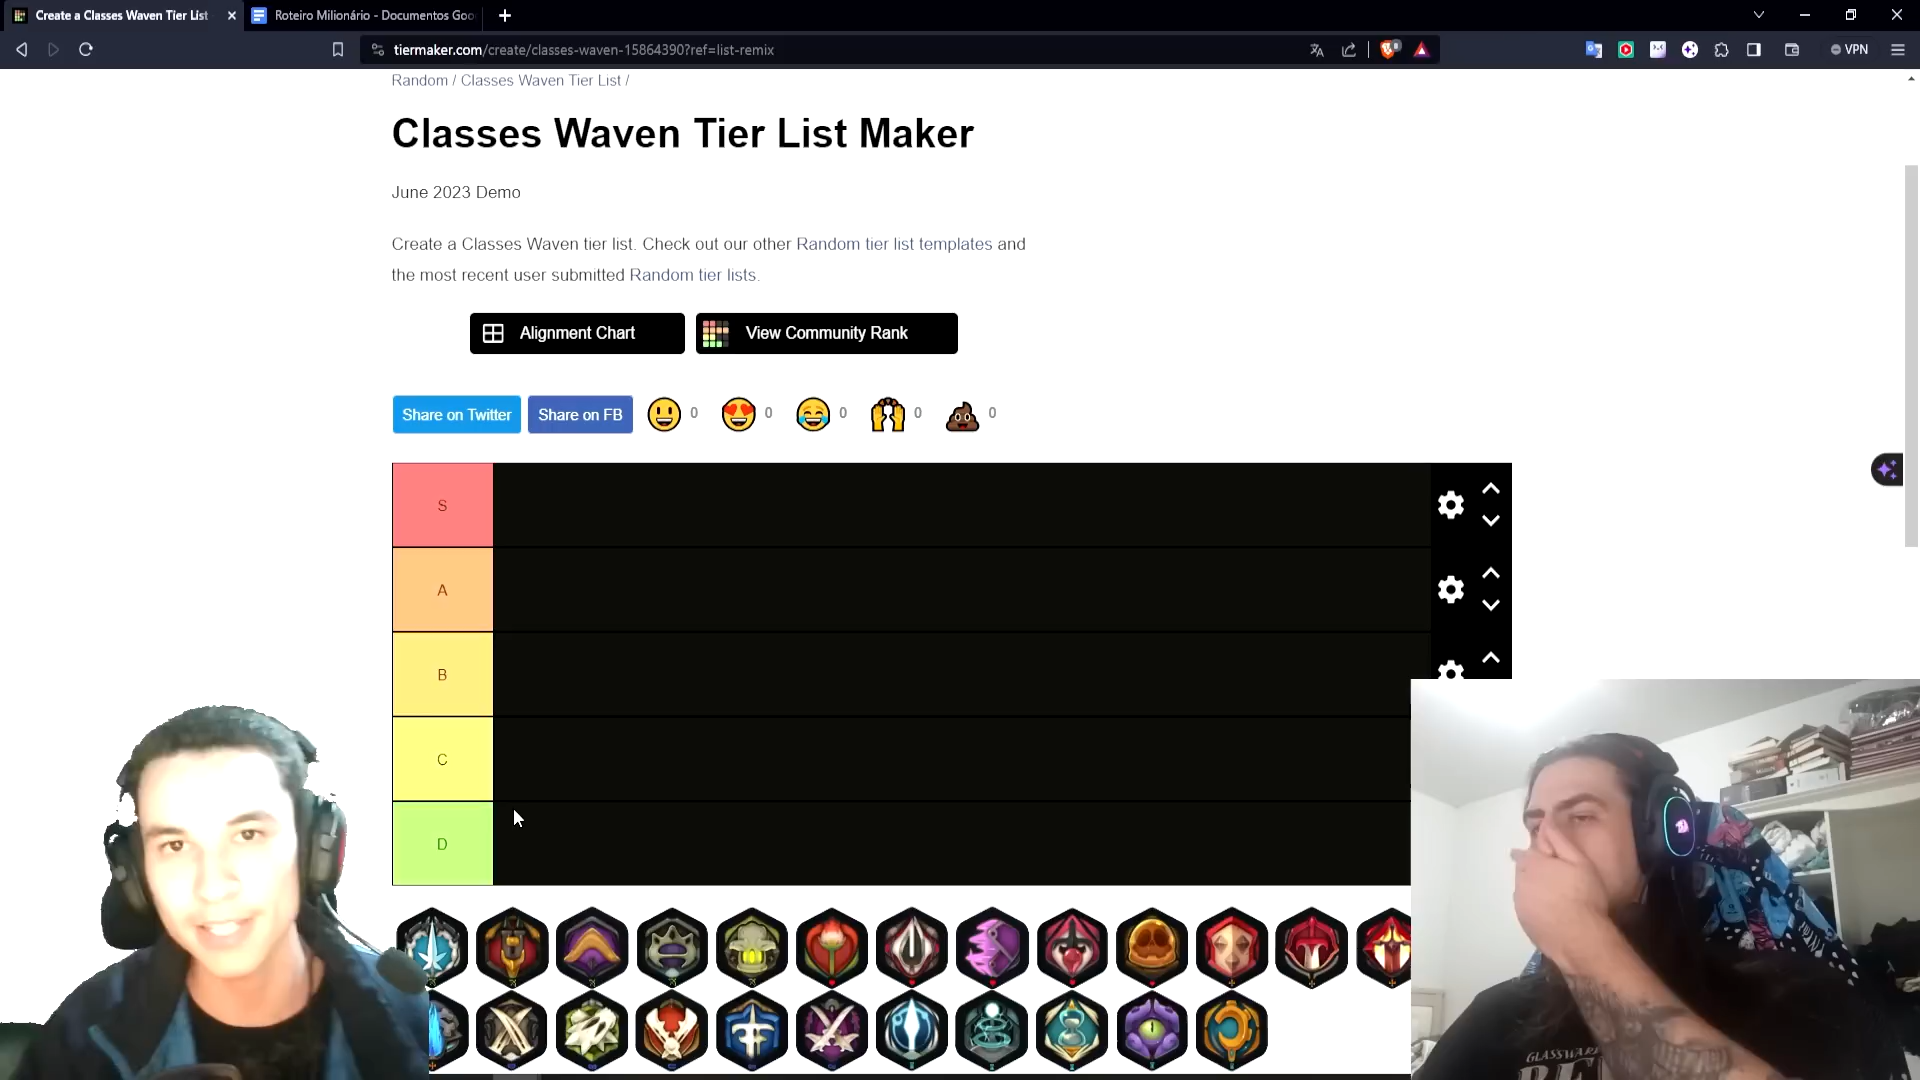 Create a Classes Waven Tier List
Roteiro Milionário - Documentos Goo
tiermaker.com/create/classes-waven-15864390?ref=list-remix
VPN
Random / Classes Waven Tier List /
Classes Waven Tier List Maker
June 2023 Demo
Create a Classes Waven tier list. Check out our other Random tier list templates and
the most recent user submitted Random tier lists.
Alignment Chart
View Community Rank
Share on Twitter
Share on FB
0
0
0
0
0
S
A
B
C
D
GLASSWAR